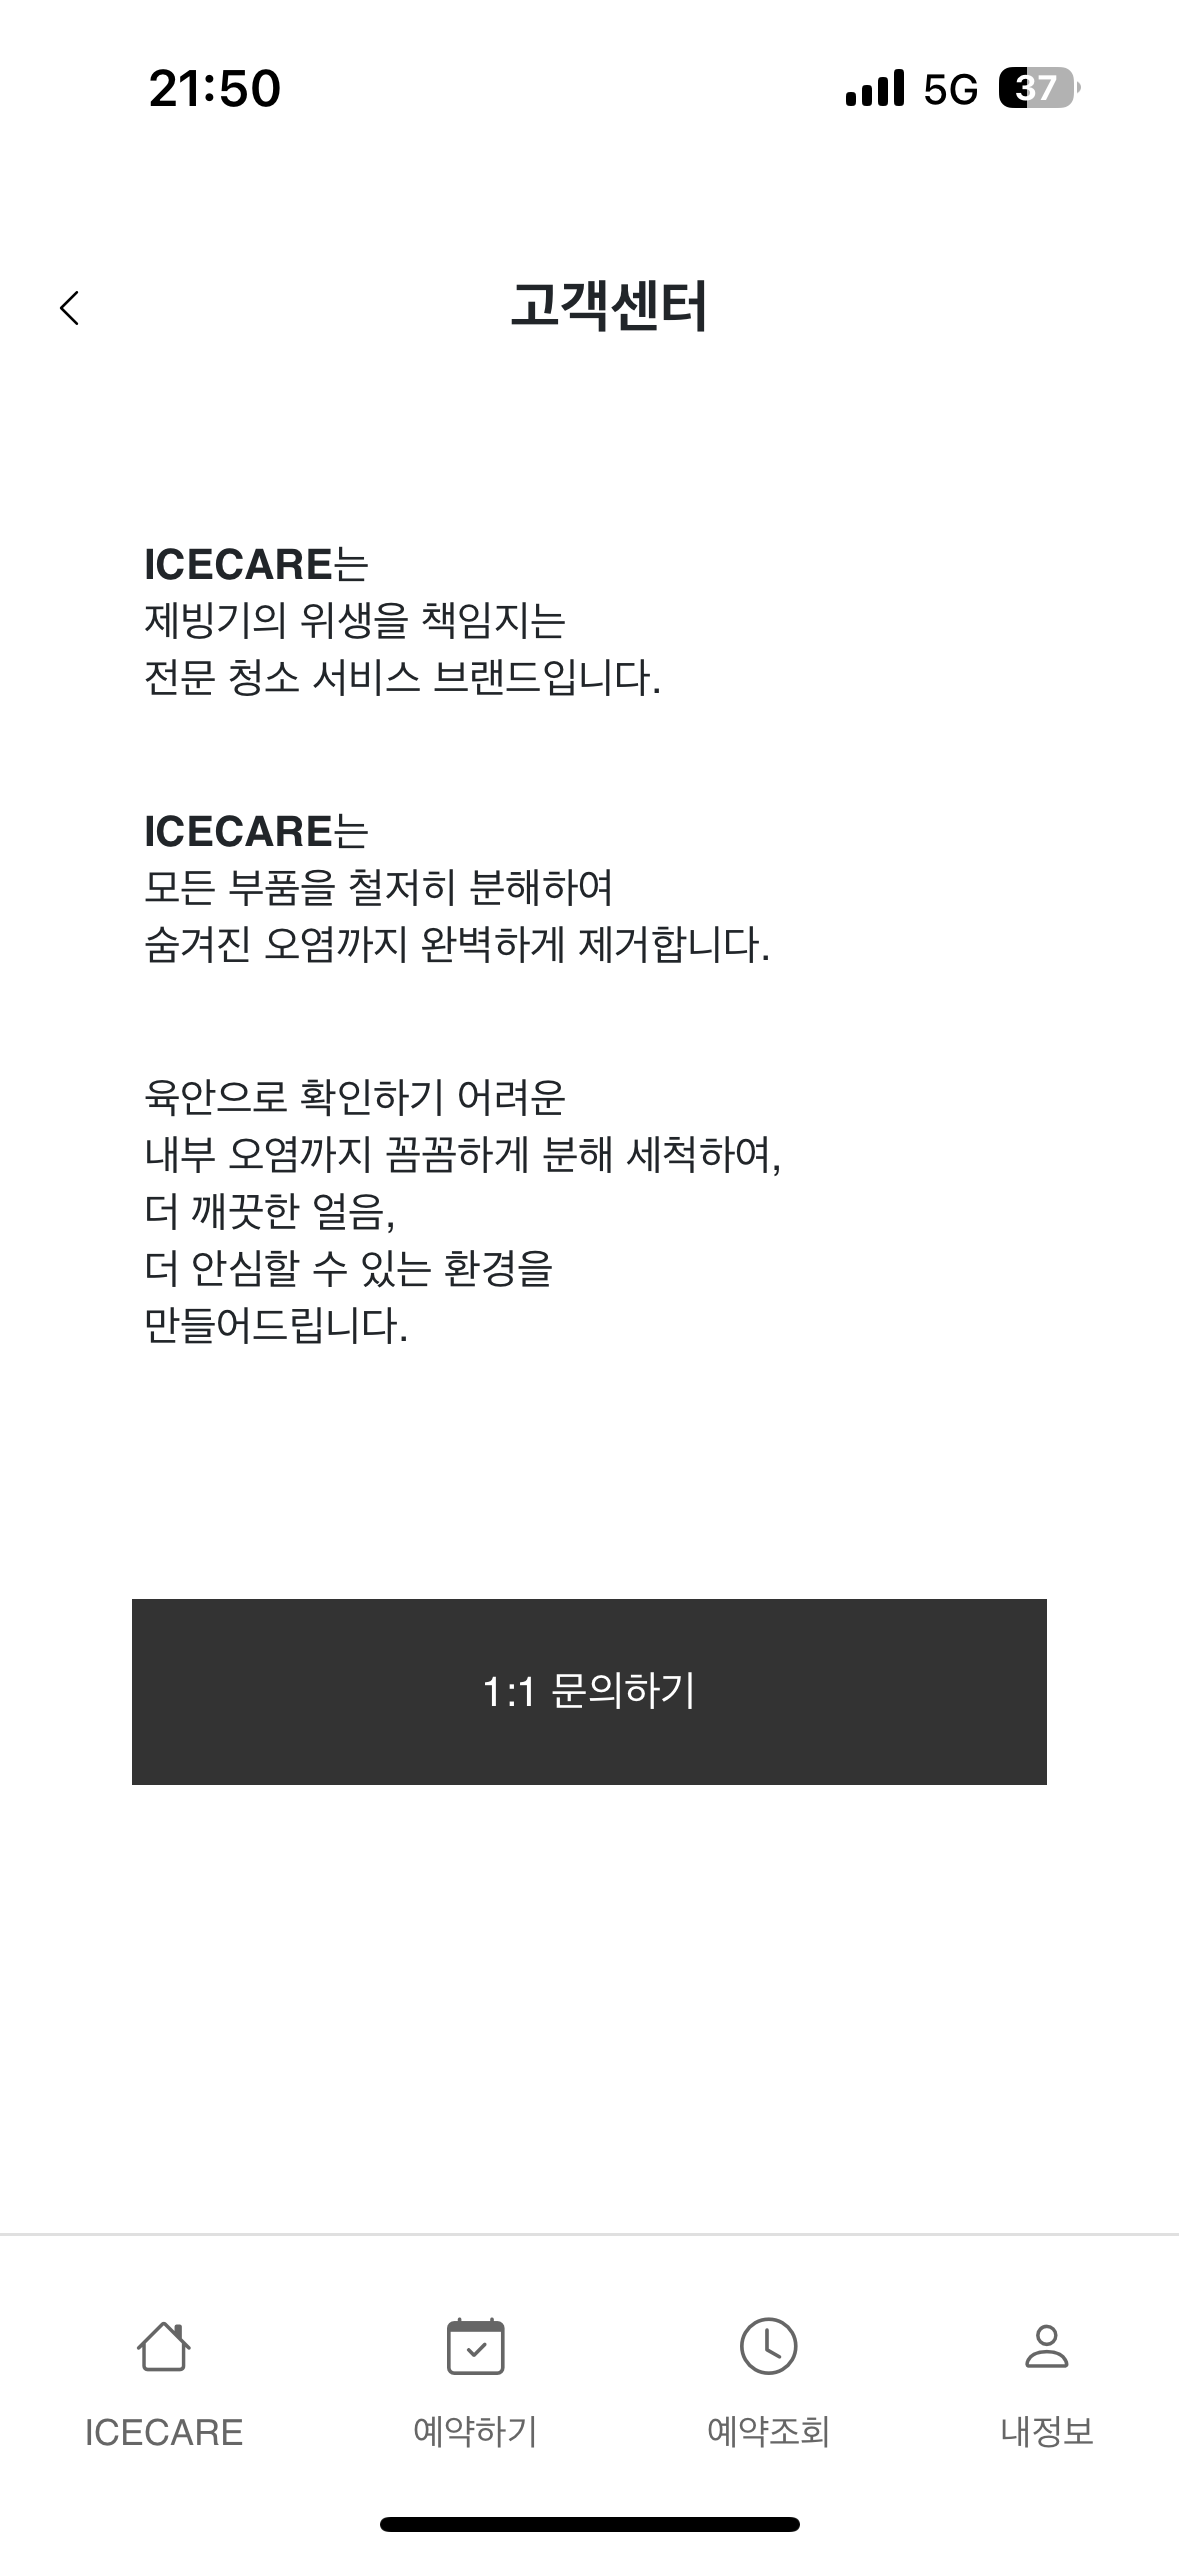 21:50
5G
37
고객센터
ICECARE는
제빙기의 위생을 책임지는
전문 청소 서비스 브랜드입니다.
ICECARE는
모든 부품을 철저히 분해하여
숨겨진 오염까지 완벽하게 제거합니다.
육안으로 확인하기 어려운
내부 오염까지 꼼꼼하게 분해 세척하여,
더 깨끗한 얼음,
더 안심할 수 있는 환경을
만들어드립니다.
1:1 문의하기
ICECARE
예약하기
예약조회
내정보